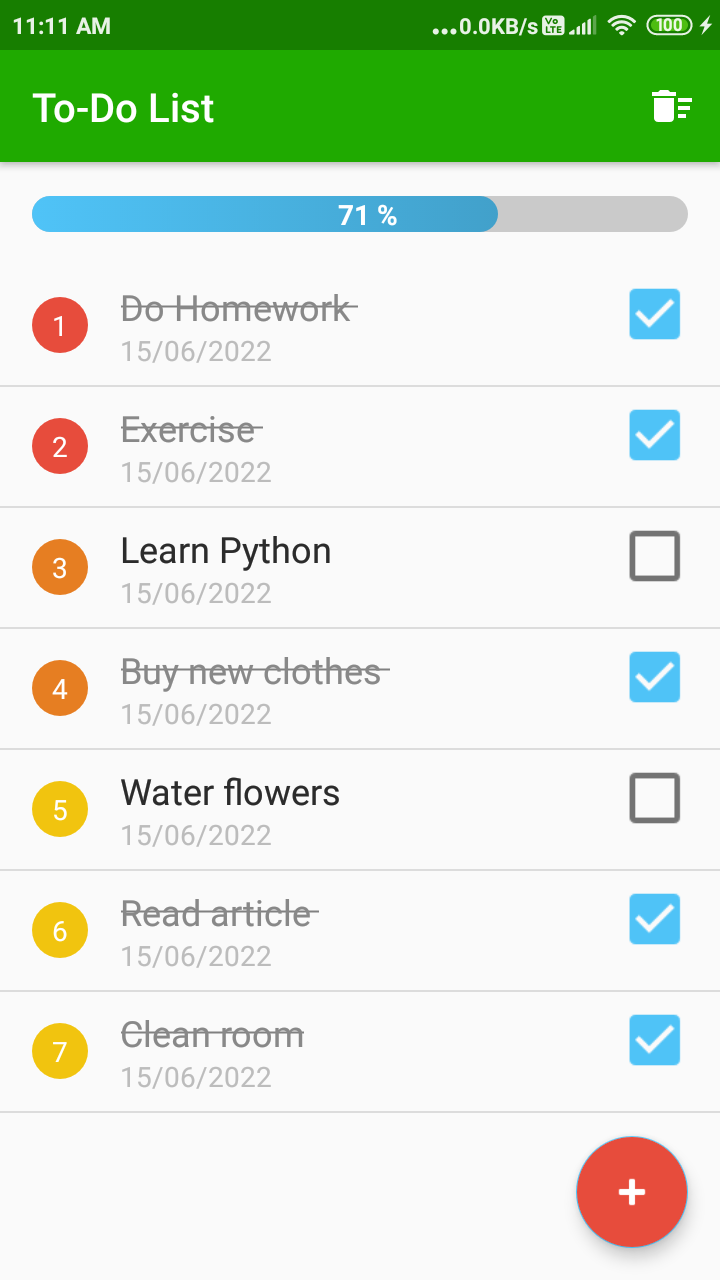 11:11 AM ...0.0KB/s Vo LTE 100
To-Do List
71 %
1 Do Homework
15/06/2022
2 Exercise
15/06/2022
3 Learn Python
15/06/2022
4 Buy new clothes
15/06/2022
5 Water flowers
15/06/2022
6 Read article
15/06/2022
7 Clean room
15/06/2022
+